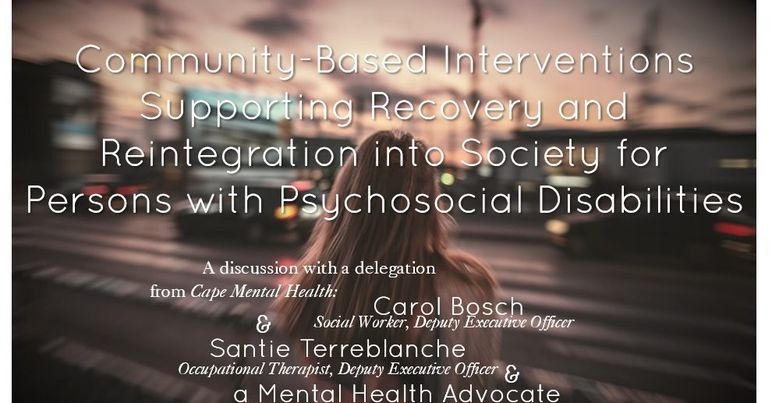 Community-Based Interventions
Supporting Recovery and
Reintegration into Society for
Persons with Psychosocial Disabilities
A discussion with a delegation
from Cape Mental Health:
Carol Bosch
& Social Worker, Deputy Executive Officer
Santie Terreblanche
Occupational Therapist, Deputy Executive Officer &
a Mental Health Advocate